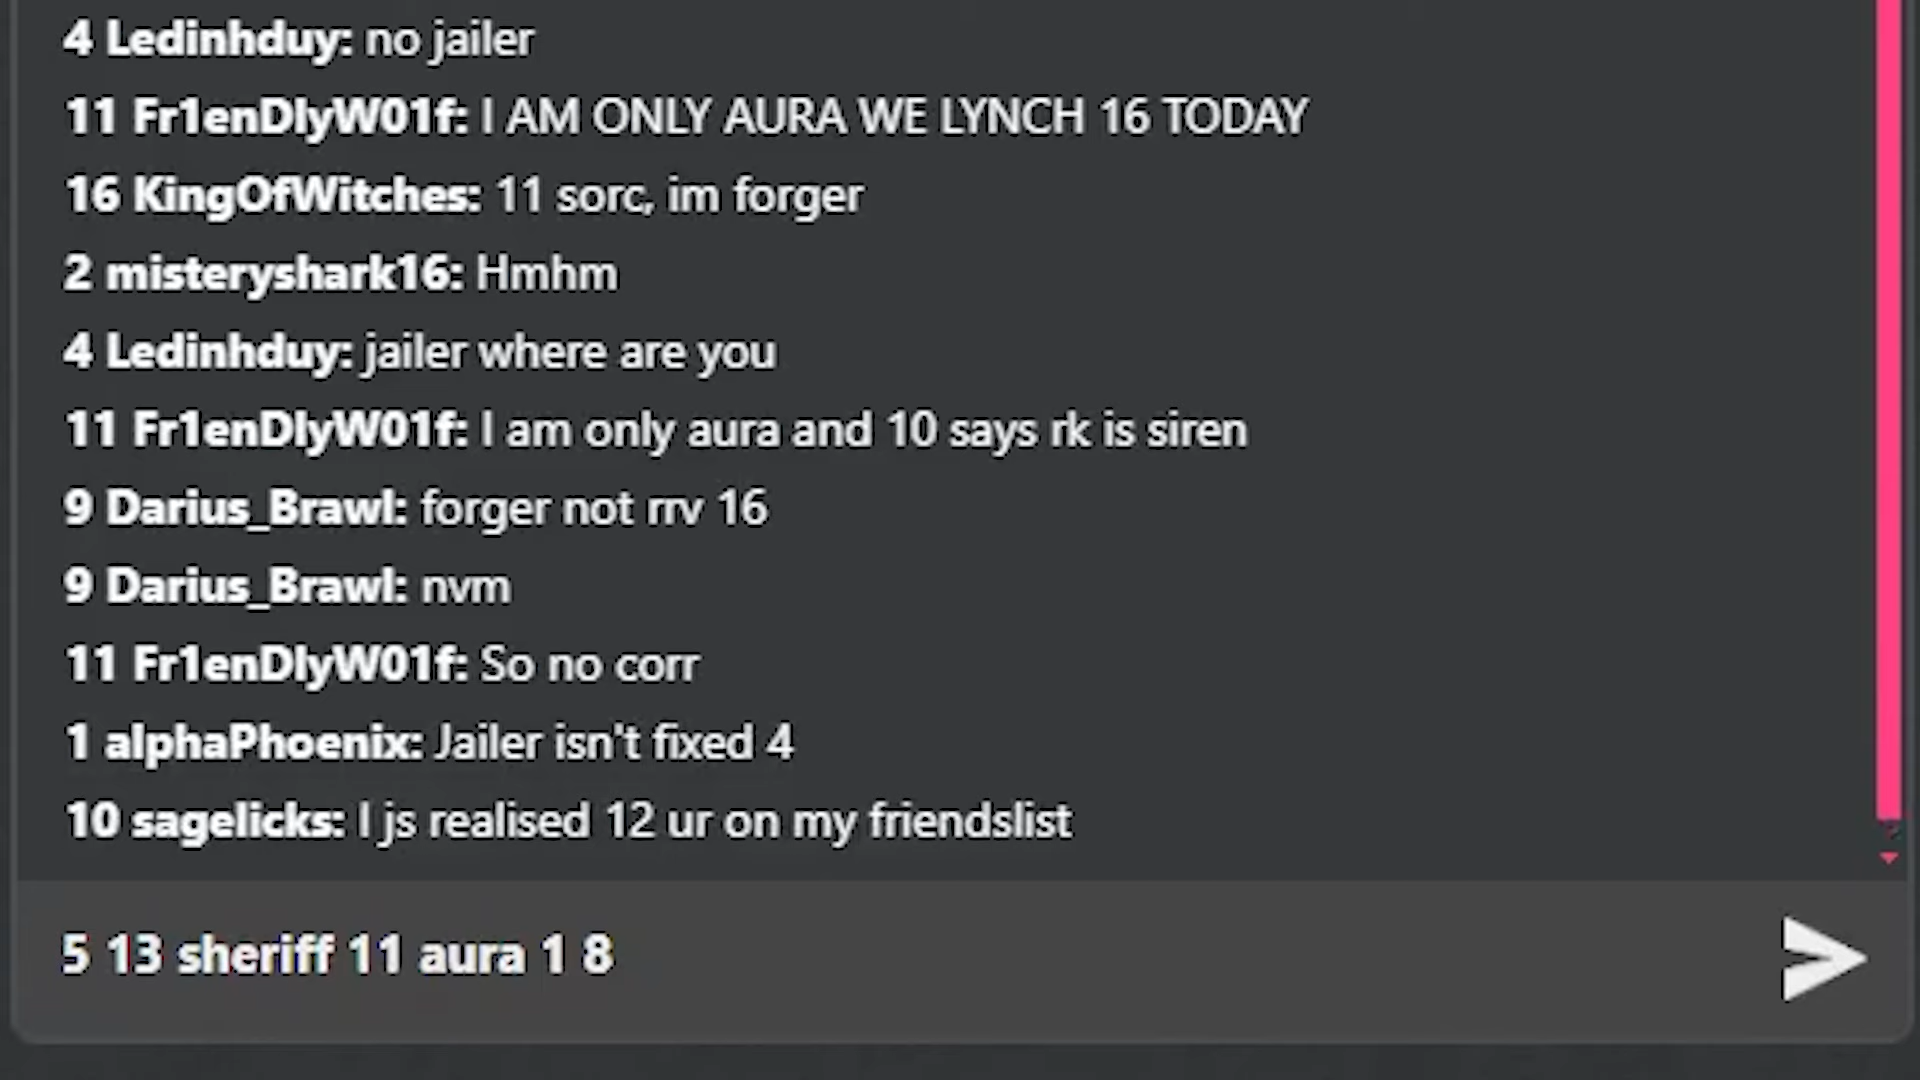 4 Ledinhduy: no jailer
11 Fr1enDlyW01f: I AM ONLY AURA WE LYNCH 16 TODAY
16 KingOfWitches: 11 sorc, im forger
2 misteryshark16: Hmhm
4 Ledinhduy: jailer where are you
11 Fr1enDlyW01f: I am only aura and 10 says rk is siren
9 Darius_Brawl: forger not rrv 16
9 Darius_Brawl: nvm
11 Fr1enDlyW01f: So no corr
1 alphaPhoenix: Jailer isn't fixed 4
10 sagelicks: I js realised 12 ur on my friendslist
5 13 sheriff 11 aura 1 8